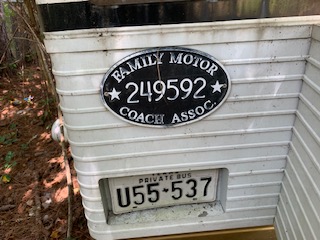 FAMILY MOTOR
★ 249592 ★
COACH ASSOC.
PRIVATE BUS
U55★537